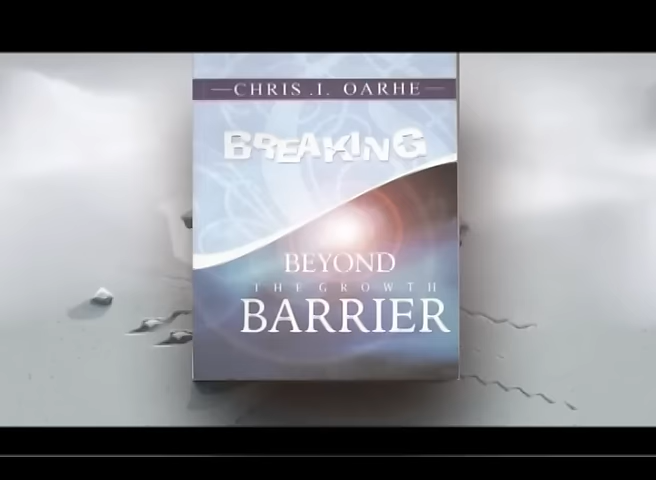 CHRIS .I. OARHE
BREAKING
BEYOND
THE GROWTH
BARRIER